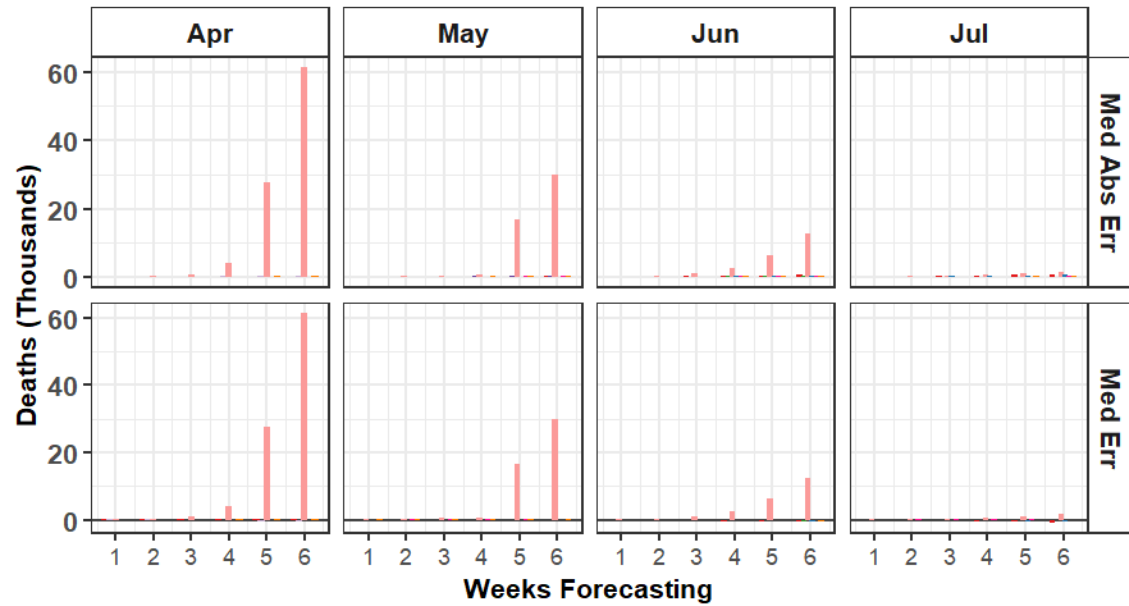 Apr May Jun Jul
60
40
20
0
Med Abs Err
60
40
20
0
Med Err
Deaths (Thousands)
1 2 3 4 5 6 1 2 3 4 5 6 1 2 3 4 5 6 1 2 3 4 5 6
Weeks Forecasting